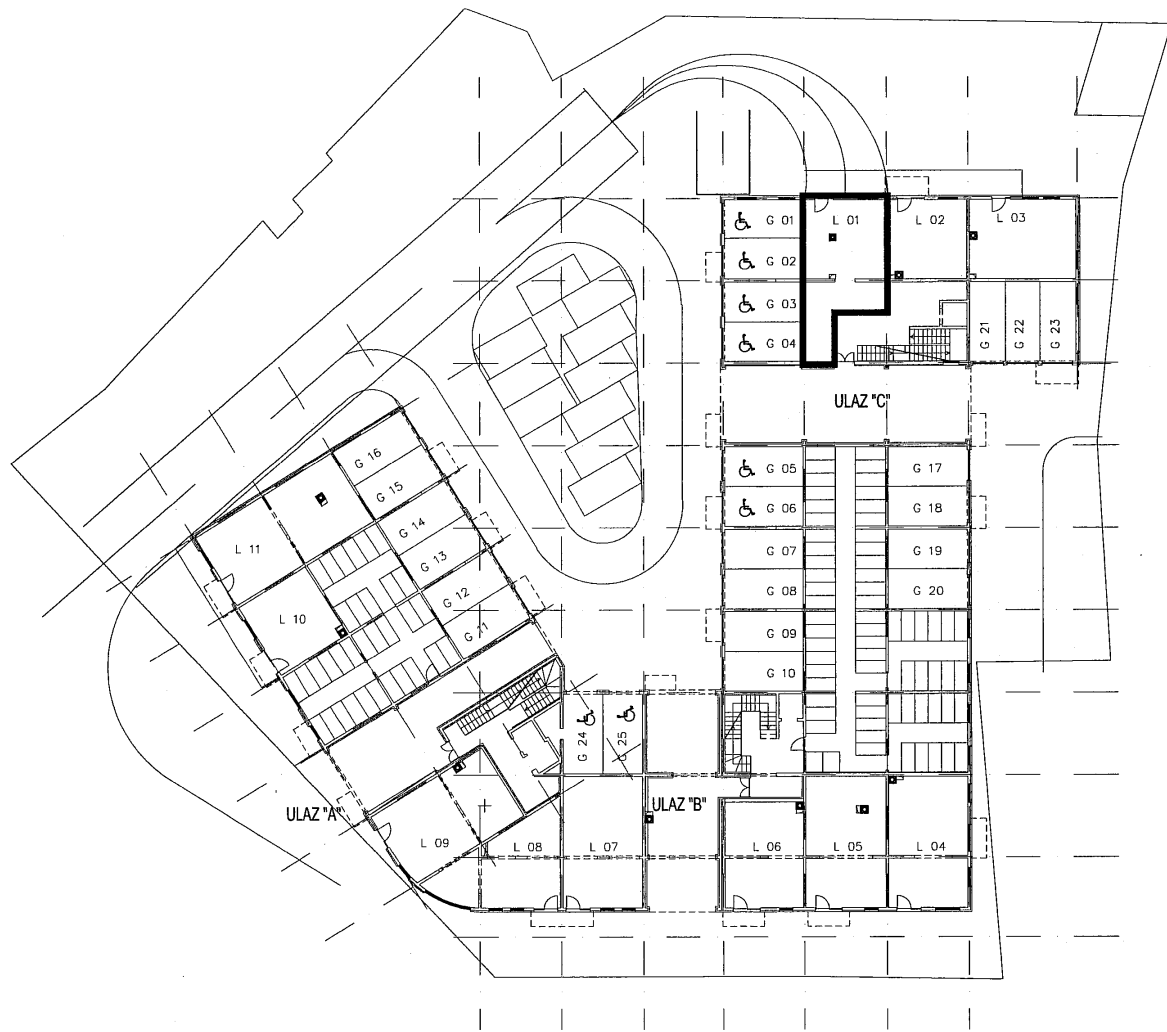 G 01
L 01
L 02
L 03
G 02
G 03
G 04
G 21
G 22
G 23
ULAZ "C"
G 16
G 15
G 14
G 13
G 12
G 11
L 11
L 10
G 05
G 17
G 06
G 18
G 07
G 19
G 08
G 20
G 09
G 10
G 24
G 25
ULAZ "A"
ULAZ "B"
L 09
L 08
L 07
L 06
L 05
L 04